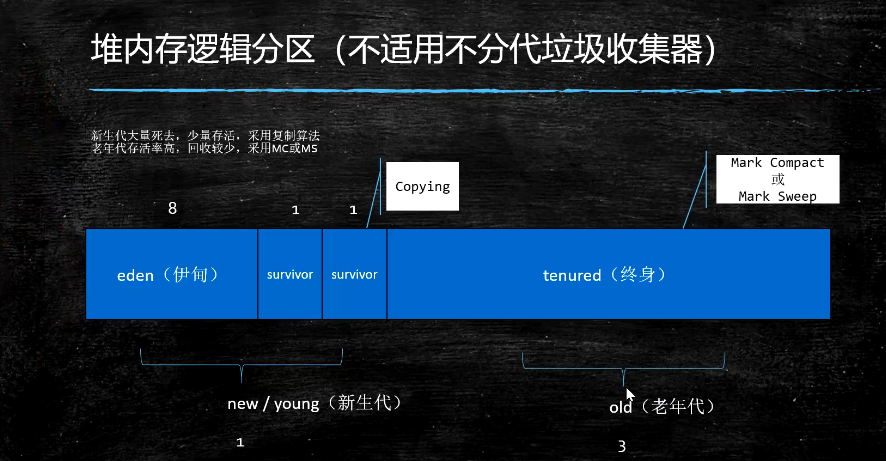 堆内存逻辑分区（不适用不分代垃圾收集器）
新生代大量死去，少量存活，采用复制算法
老年代存活率高，回收较少，采用MC或MS
Copying
Mark Compact
或
Mark Sweep
8
1
1
eden（伊甸）
survivor
survivor
tenured（终身）
new / young（新生代）
old（老年代）
1
3